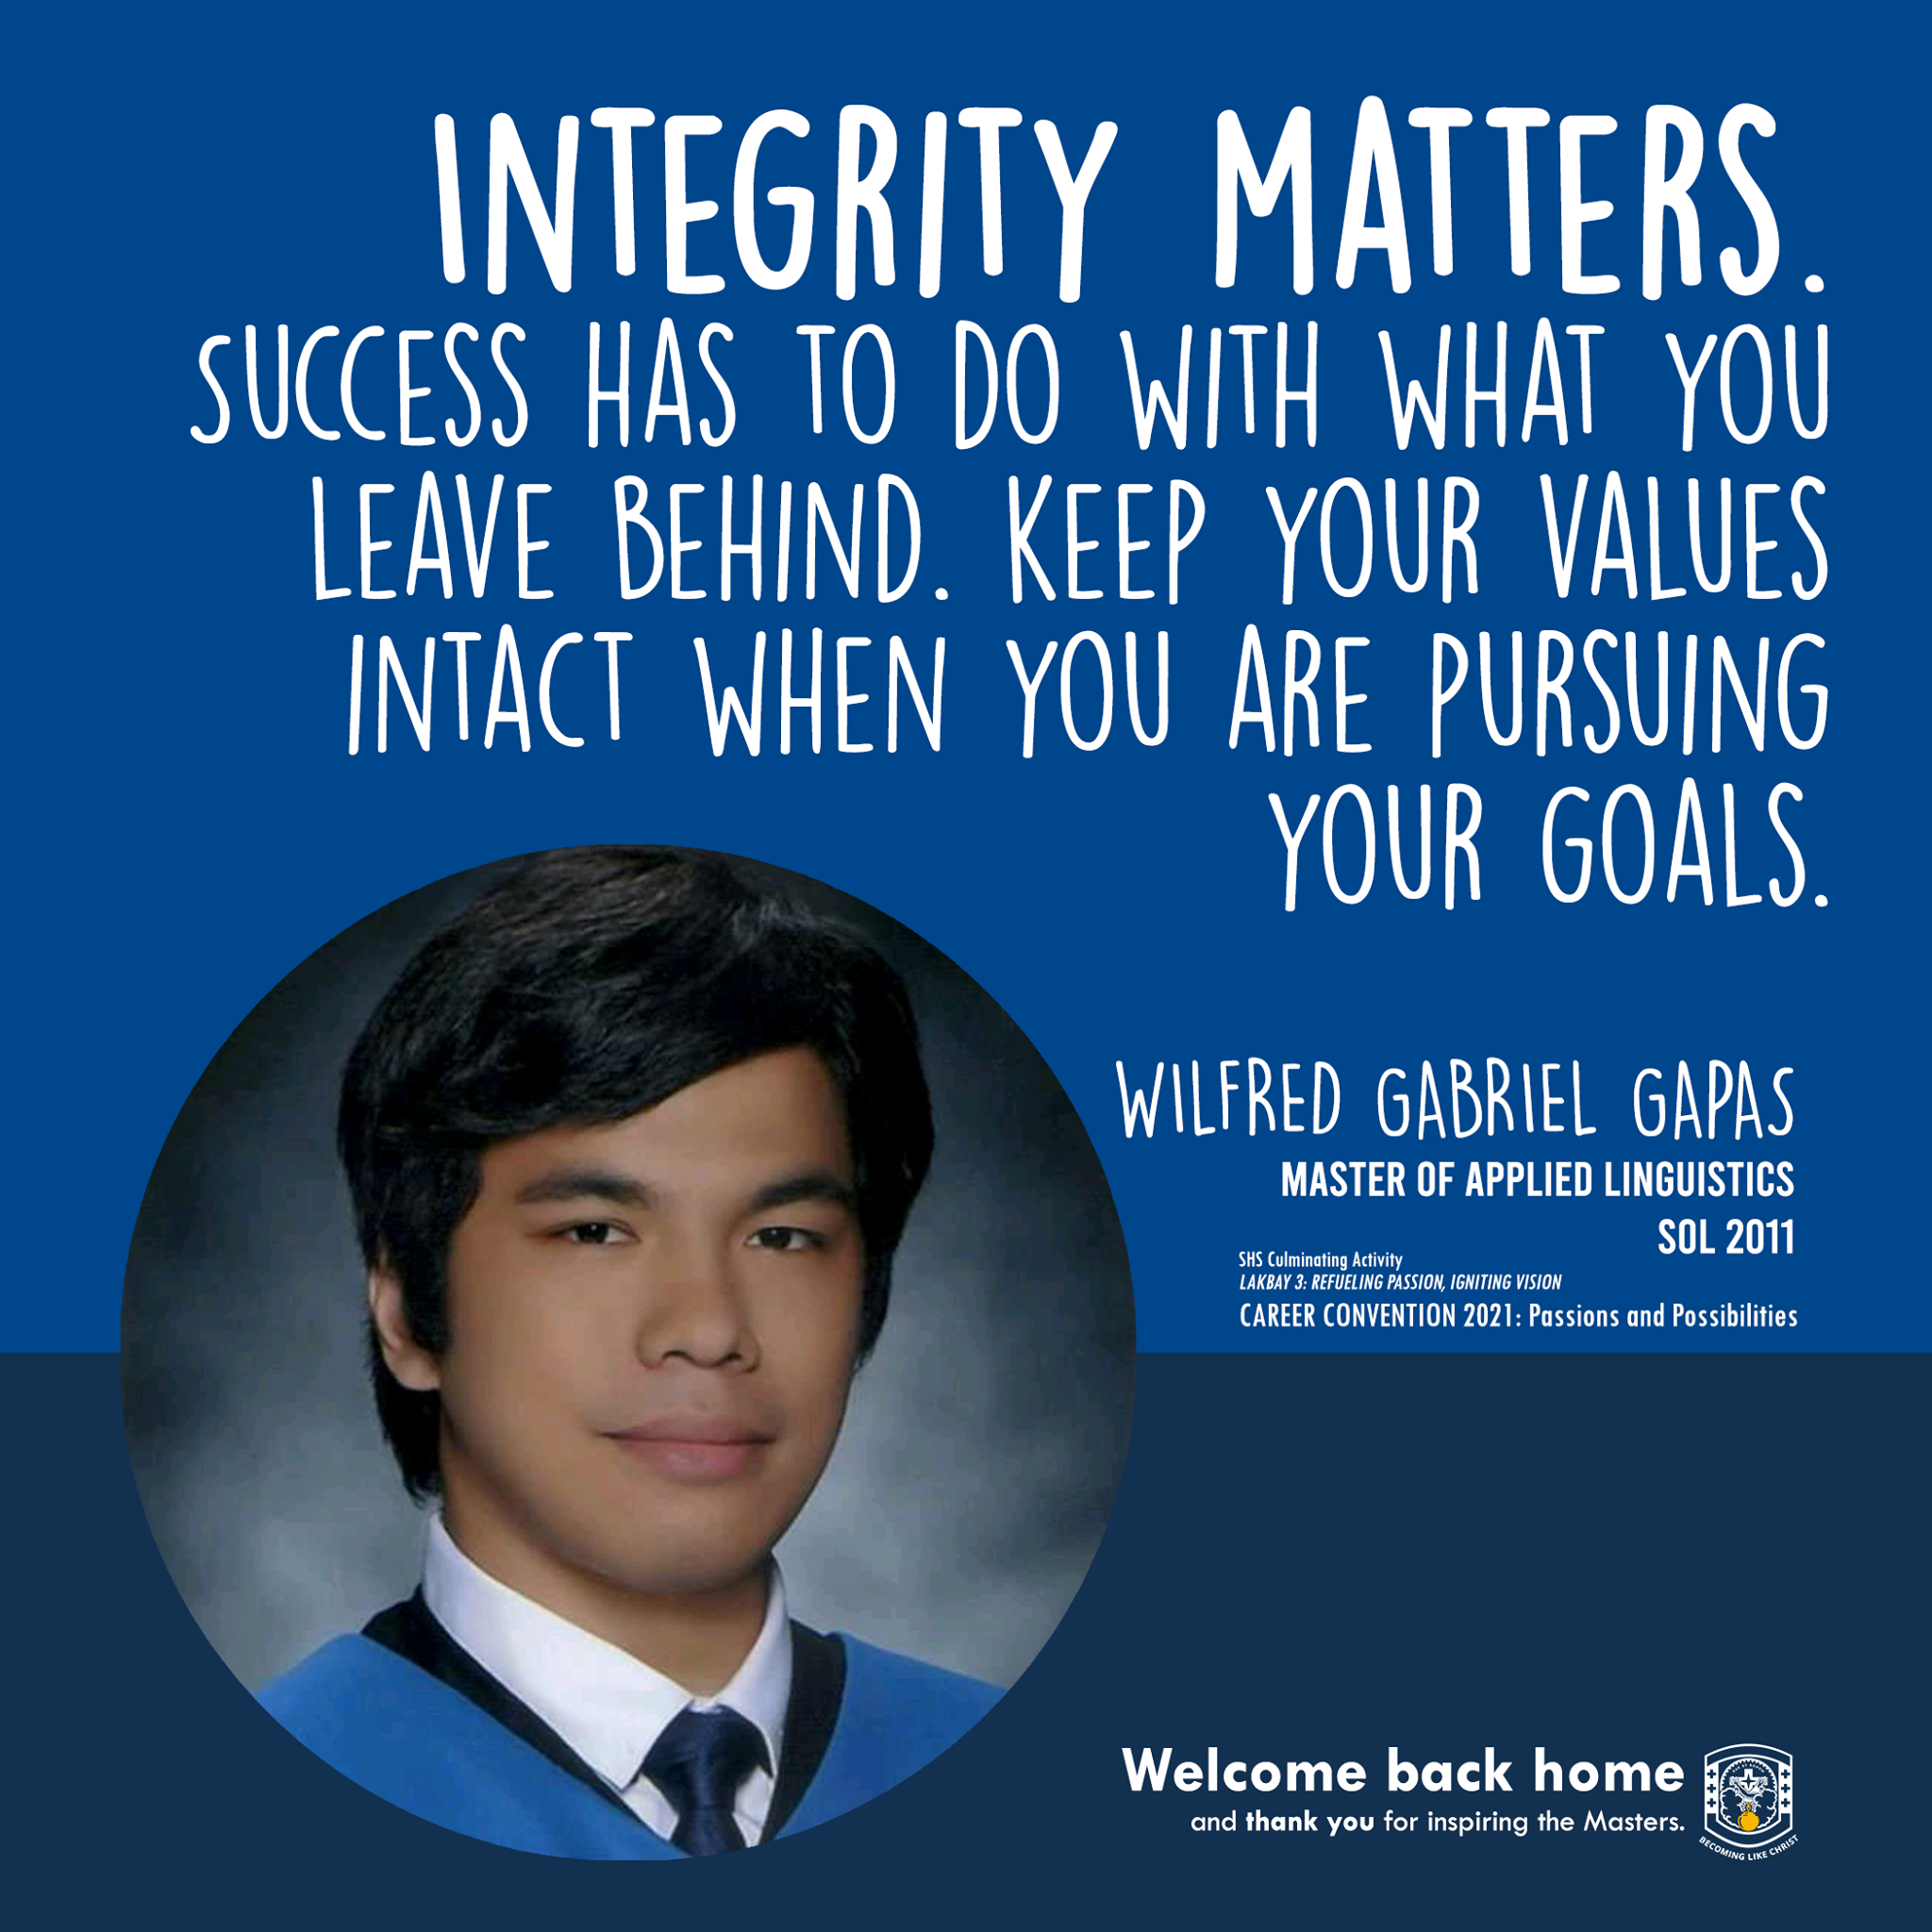 INTEGRITY MATTERS.
SUCCESS HAS TO DO WITH WHAT YOU
LEAVE BEHIND. KEEP YOUR VALUES
INTACT WHEN YOU ARE PURSUING
YOUR GOALS.
WILFRED GABRIEL GAPAS
MASTER OF APPLIED LINGUISTICS
SOL 2011
SHS Culminating Activity
LAKBAY 3: REFUELING PASSION, IGNITING VISION
CAREER CONVENTION 2021: Passions and Possibilities
Welcome back home
and thank you for inspiring the Masters.
BECOMING LIKE CHRIST